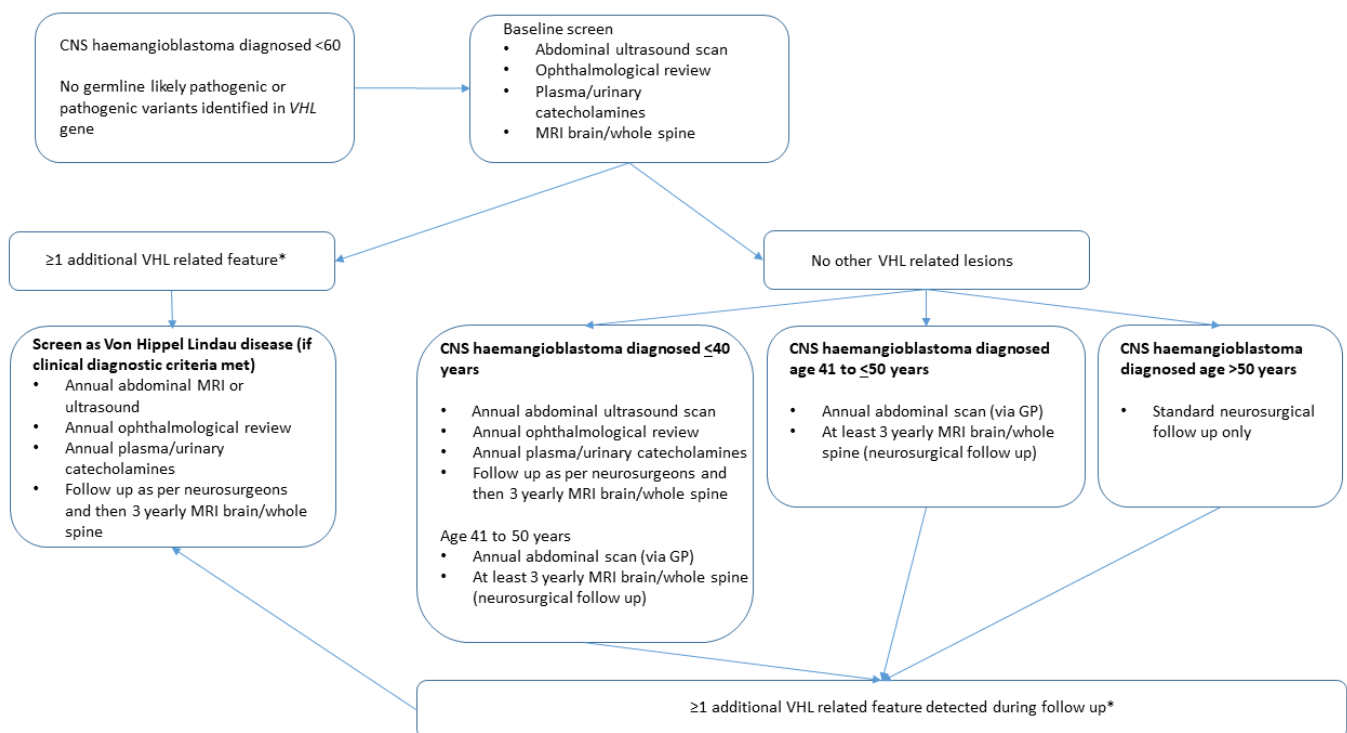 CNS haemangioblastoma diagnosed <60
No germline likely pathogenic or
pathogenic variants identified in VHL
gene
Baseline screen
• Abdominal ultrasound scan
• Ophthalmological review
• Plasma/urinary
catecholamines
• MRI brain/whole spine
≥1 additional VHL related feature*
No other VHL related lesions
Screen as Von Hippel Lindau disease (if
clinical diagnostic criteria met)
• Annual abdominal MRI or
ultrasound
• Annual ophthalmological review
• Annual plasma/urinary
catecholamines
• Follow up as per neurosurgeons
and then 3 yearly MRI brain/whole
spine
CNS haemangioblastoma diagnosed ≤40
years
• Annual abdominal ultrasound scan
• Annual ophthalmological review
• Annual plasma/urinary catecholamines
• Follow up as per neurosurgeons and
then 3 yearly MRI brain/whole spine
Age 41 to 50 years
• Annual abdominal scan (via GP)
• At least 3 yearly MRI brain/whole spine
(neurosurgical follow up)
CNS haemangioblastoma diagnosed
age 41 to ≤50 years
• Annual abdominal scan (via GP)
• At least 3 yearly MRI brain/whole
spine (neurosurgical follow up)
CNS haemangioblastoma
diagnosed age >50 years
• Standard neurosurgical
follow up only
≥1 additional VHL related feature detected during follow up*